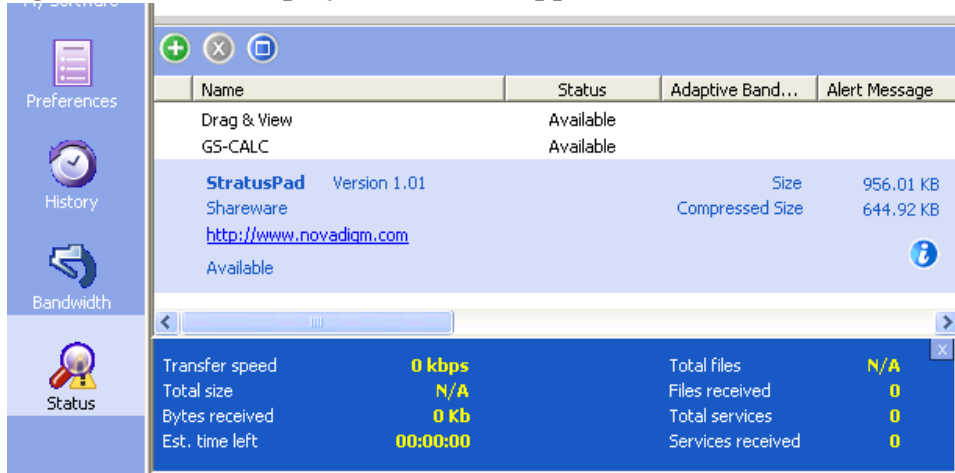 My Software
Preferences
History
Bandwidth
Status
Name Status Adaptive Band... Alert Message
Drag & View Available
GS-CALC Available
StratusPad Version 1.01 Size 956.01 KB
Shareware Compressed Size 644.92 KB
http://www.novadigm.com
Available
Transfer speed 0 kbps Total files N/A
Total size N/A Files received 0
Bytes received 0 Kb Total services 0
Est. time left 00:00:00 Services received 0